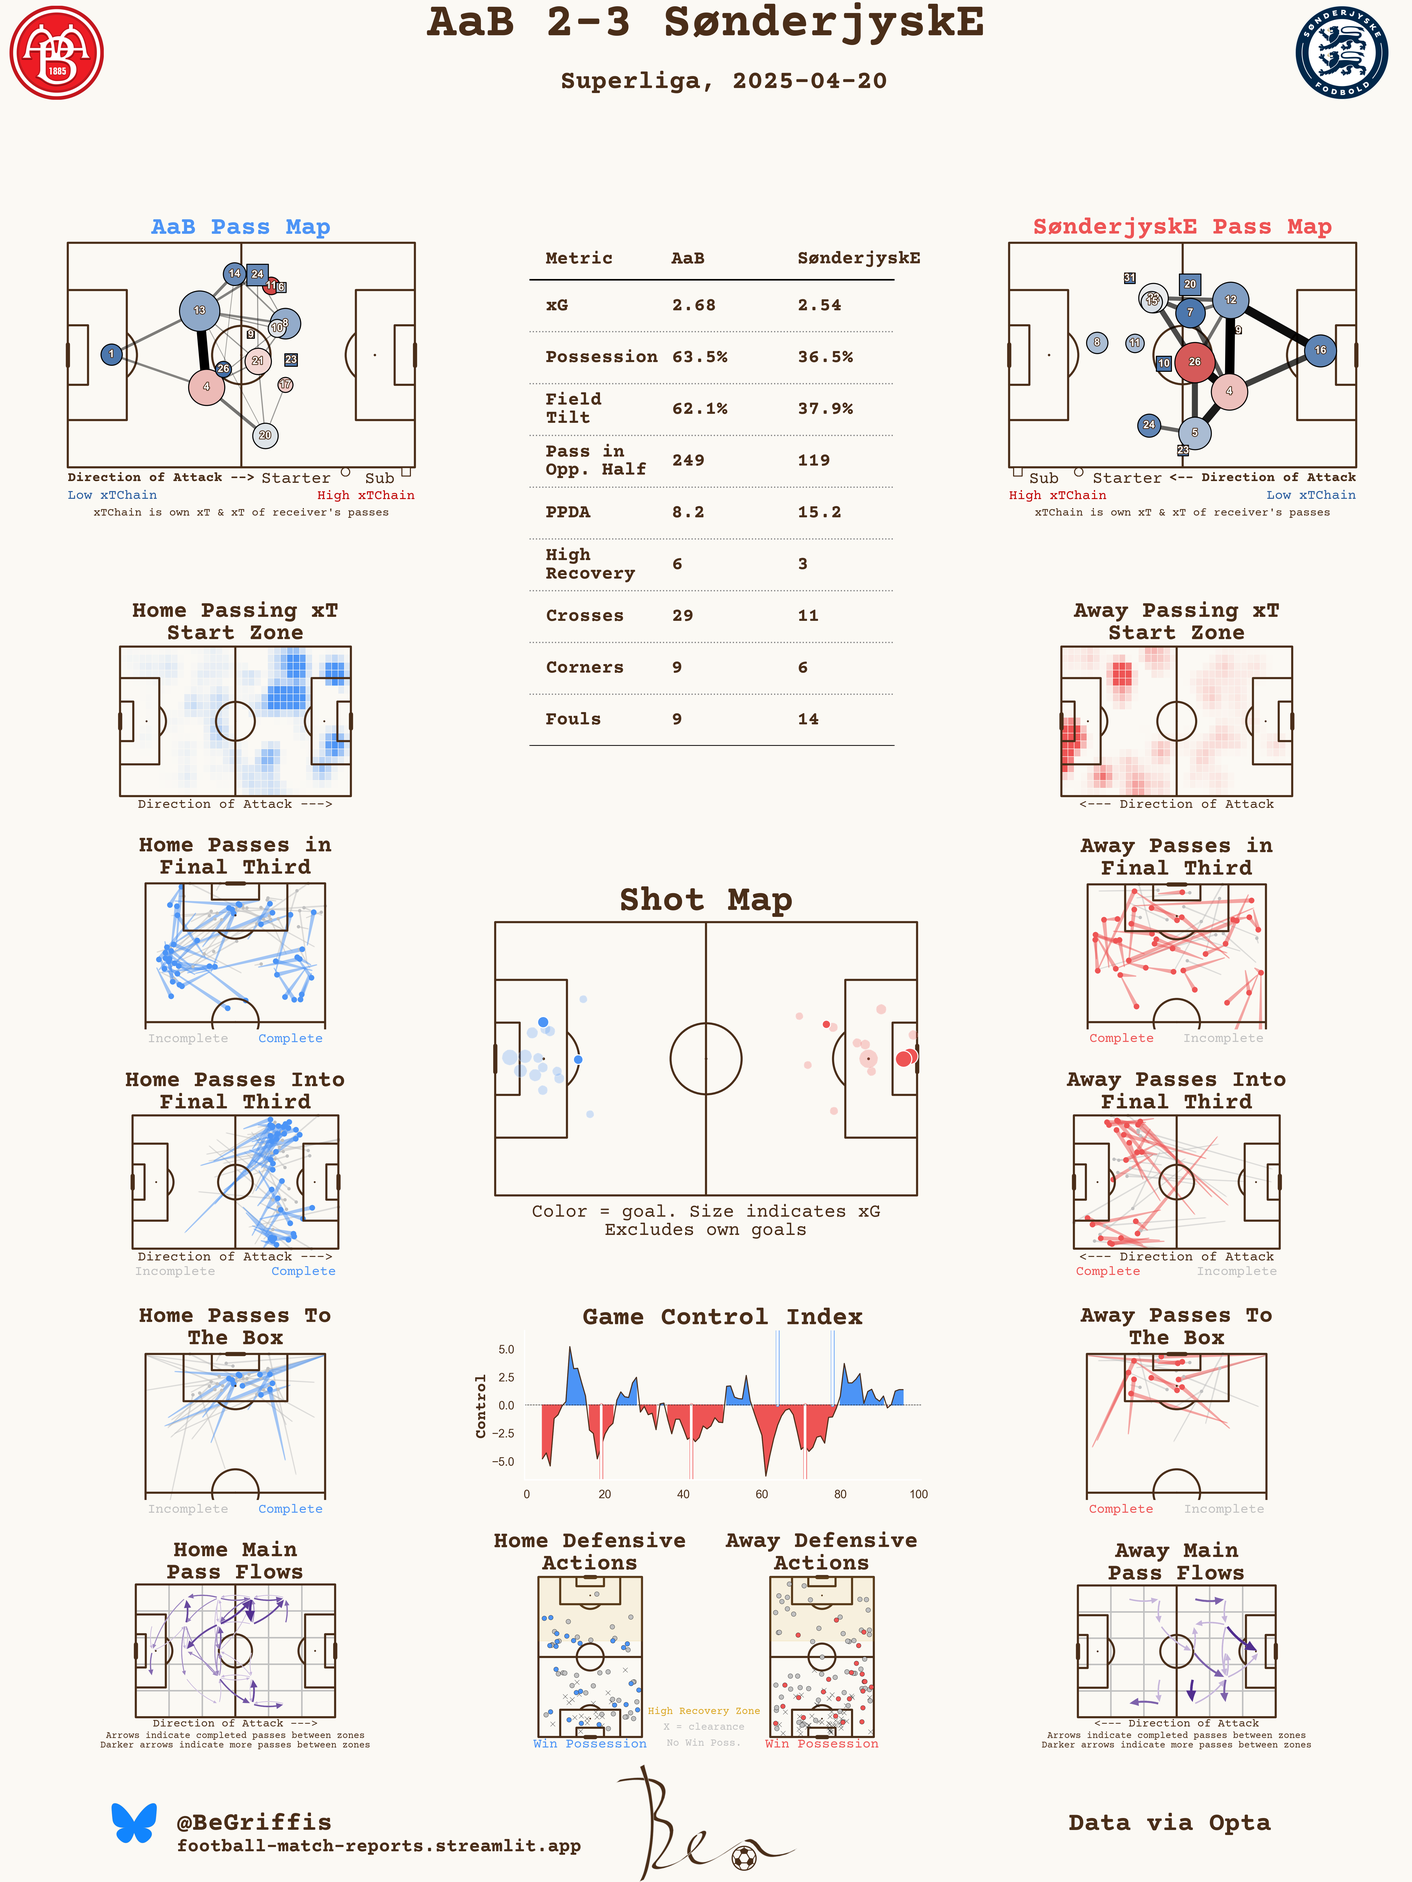 AaB 2-3 SønderjyskE
Superliga, 2025-04-20
1885
SØNDERJYSKE
FODBOLD
AaB Pass Map
14 24 11 6
13 8 10 9
1 26 21 23
4 17 20
Direction of Attack --> Starter Sub
Low xTChain High xTChain
xTChain is own xT & xT of receiver's passes
Metric AaB SønderjyskE
xG 2.68 2.54
Possession 63.5% 36.5%
Field
Tilt 62.1% 37.9%
Pass in
Opp. Half 249 119
PPDA 8.2 15.2
High
Recovery 6 3
Crosses 29 11
Corners 9 6
Fouls 9 14
SønderjyskE Pass Map
31 20 15 12
7 9 8 11
10 26 16 4
24 5 23
Sub Starter <-- Direction of Attack
High xTChain Low xTChain
xTChain is own xT & xT of receiver's passes
Home Passing xT
Start Zone
Direction of Attack --->
Away Passing xT
Start Zone
<--- Direction of Attack
Home Passes in
Final Third
Incomplete Complete
Away Passes in
Final Third
Complete Incomplete
Shot Map
Color = goal. Size indicates xG
Excludes own goals
Home Passes Into
Final Third
Direction of Attack --->
Incomplete Complete
Away Passes Into
Final Third
<--- Direction of Attack
Complete Incomplete
Home Passes To
The Box
Incomplete Complete
Game Control Index
Control
5.0
2.5
0.0
−2.5
−5.0
0 20 40 60 80 100
Away Passes To
The Box
Complete Incomplete
Home Main
Pass Flows
Direction of Attack --->
Arrows indicate completed passes between zones
Darker arrows indicate more passes between zones
Home Defensive
Actions
Win Possession
Away Defensive
Actions
Win Possession
High Recovery Zone
X = clearance
No Win Poss.
Away Main
Pass Flows
<--- Direction of Attack
Arrows indicate completed passes between zones
Darker arrows indicate more passes between zones
@BeGriffis
football-match-reports.streamlit.app
Ben
Data via Opta